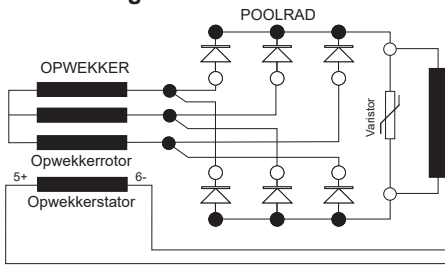 POOLRAD
OPWEKKER
Varistor
Opwekkerrotor
5+ 6-
Opwekkerstator